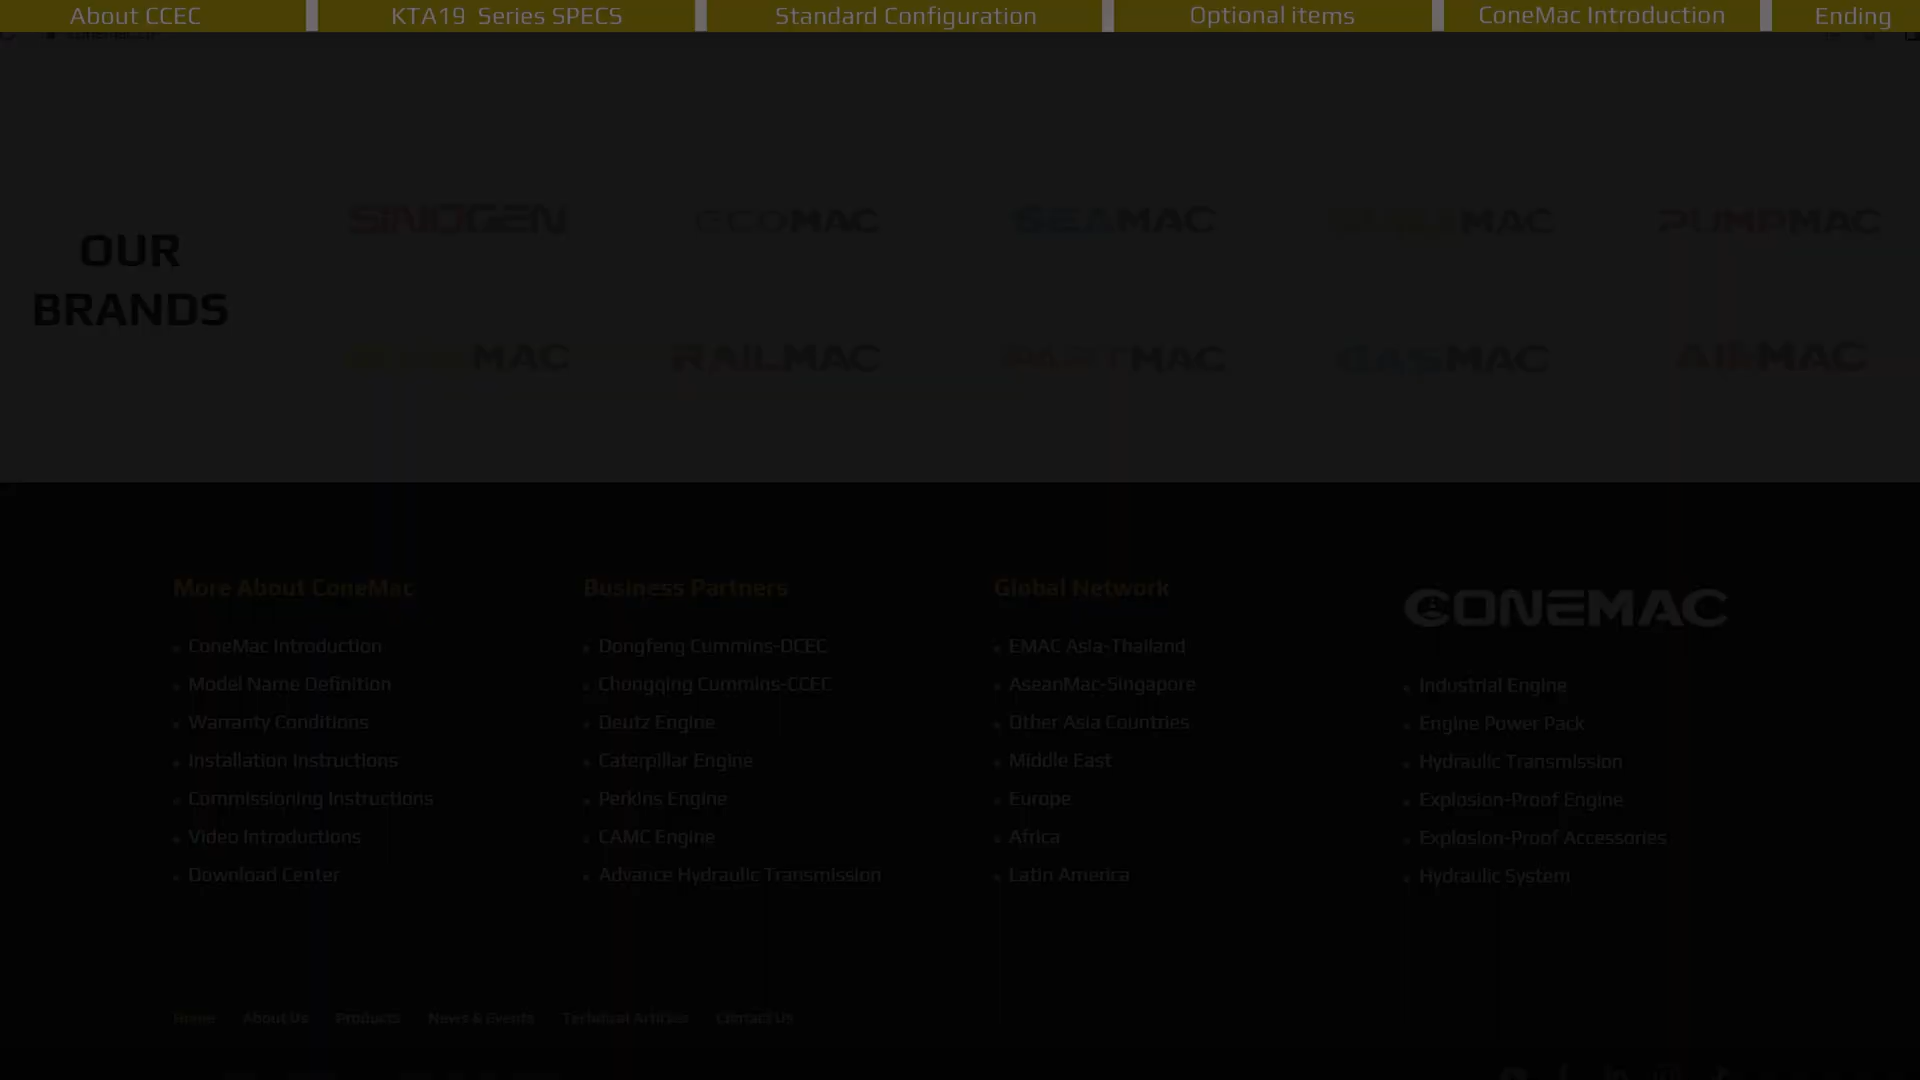 About CCEC
KTA19 Series SPECS
Standard Configuration
Optional items
ConeMac Introduction
Ending
OUR
BRANDS
SINOGEN
ECOMAC
SEAMAC
MAC
PUMPMAC
MAC
RAILMAC
MAC
GASMAC
MAC
More About ConeMac
ConeMac Introduction
Model Name Definition
Warranty Conditions
Installation Instructions
Commissioning Instructions
Video Introductions
Download Center
Business Partners
Dongfeng Cummins-DCEC
Chongqing Cummins-CCEC
Deutz Engine
Caterpillar Engine
Perkins Engine
CAMC Engine
Advance Hydraulic Transmission
Global Network
EMAC Asia-Thailand
AseanMac-Singapore
Other Asia Countries
Middle East
Europe
Africa
Latin America
CONEMAC
Industrial Engine
Engine Power Pack
Hydraulic Transmission
Explosion-Proof Engine
Explosion-Proof Accessories
Hydraulic System
Home About Us Products News & Events Technical Articles Contact Us